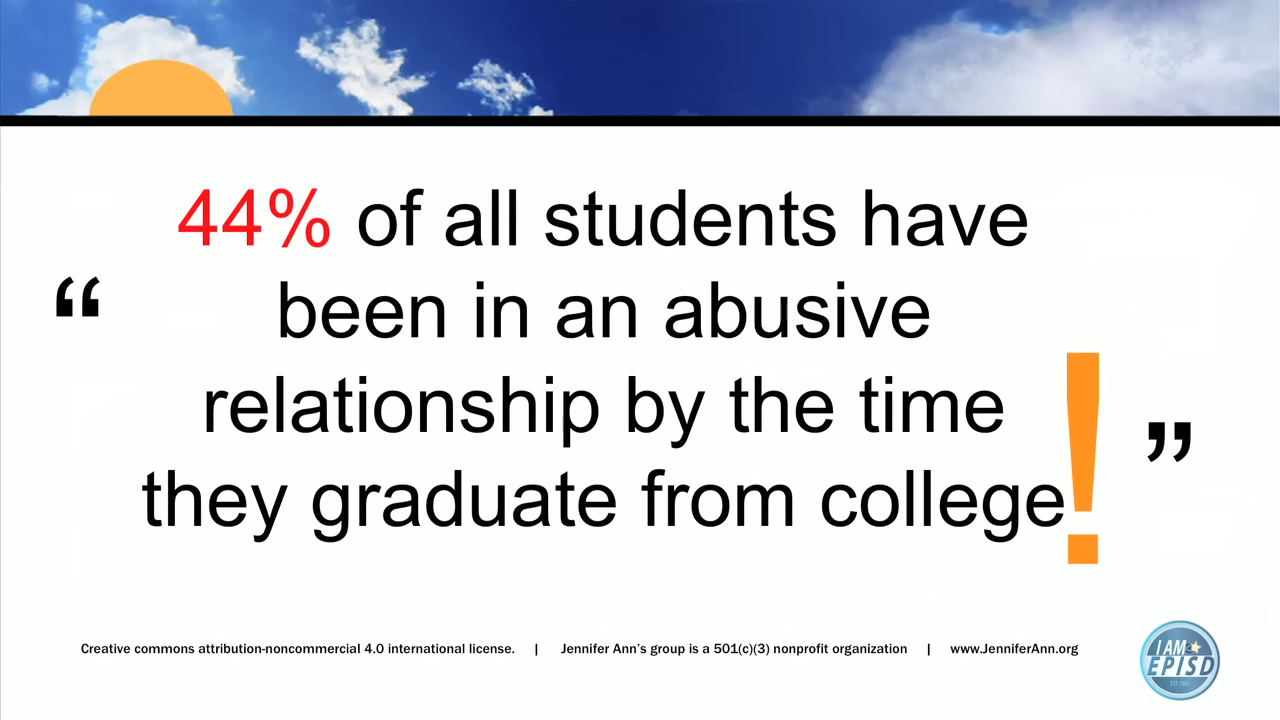 44% of all students have
“
been in an abusive
relationship by the time
they graduate from college!
”
Creative commons attribution-noncommercial 4.0 international license. | Jennifer Ann’s group is a 501(c)(3) nonprofit organization | www.JenniferAnn.org
I AM
EPISD